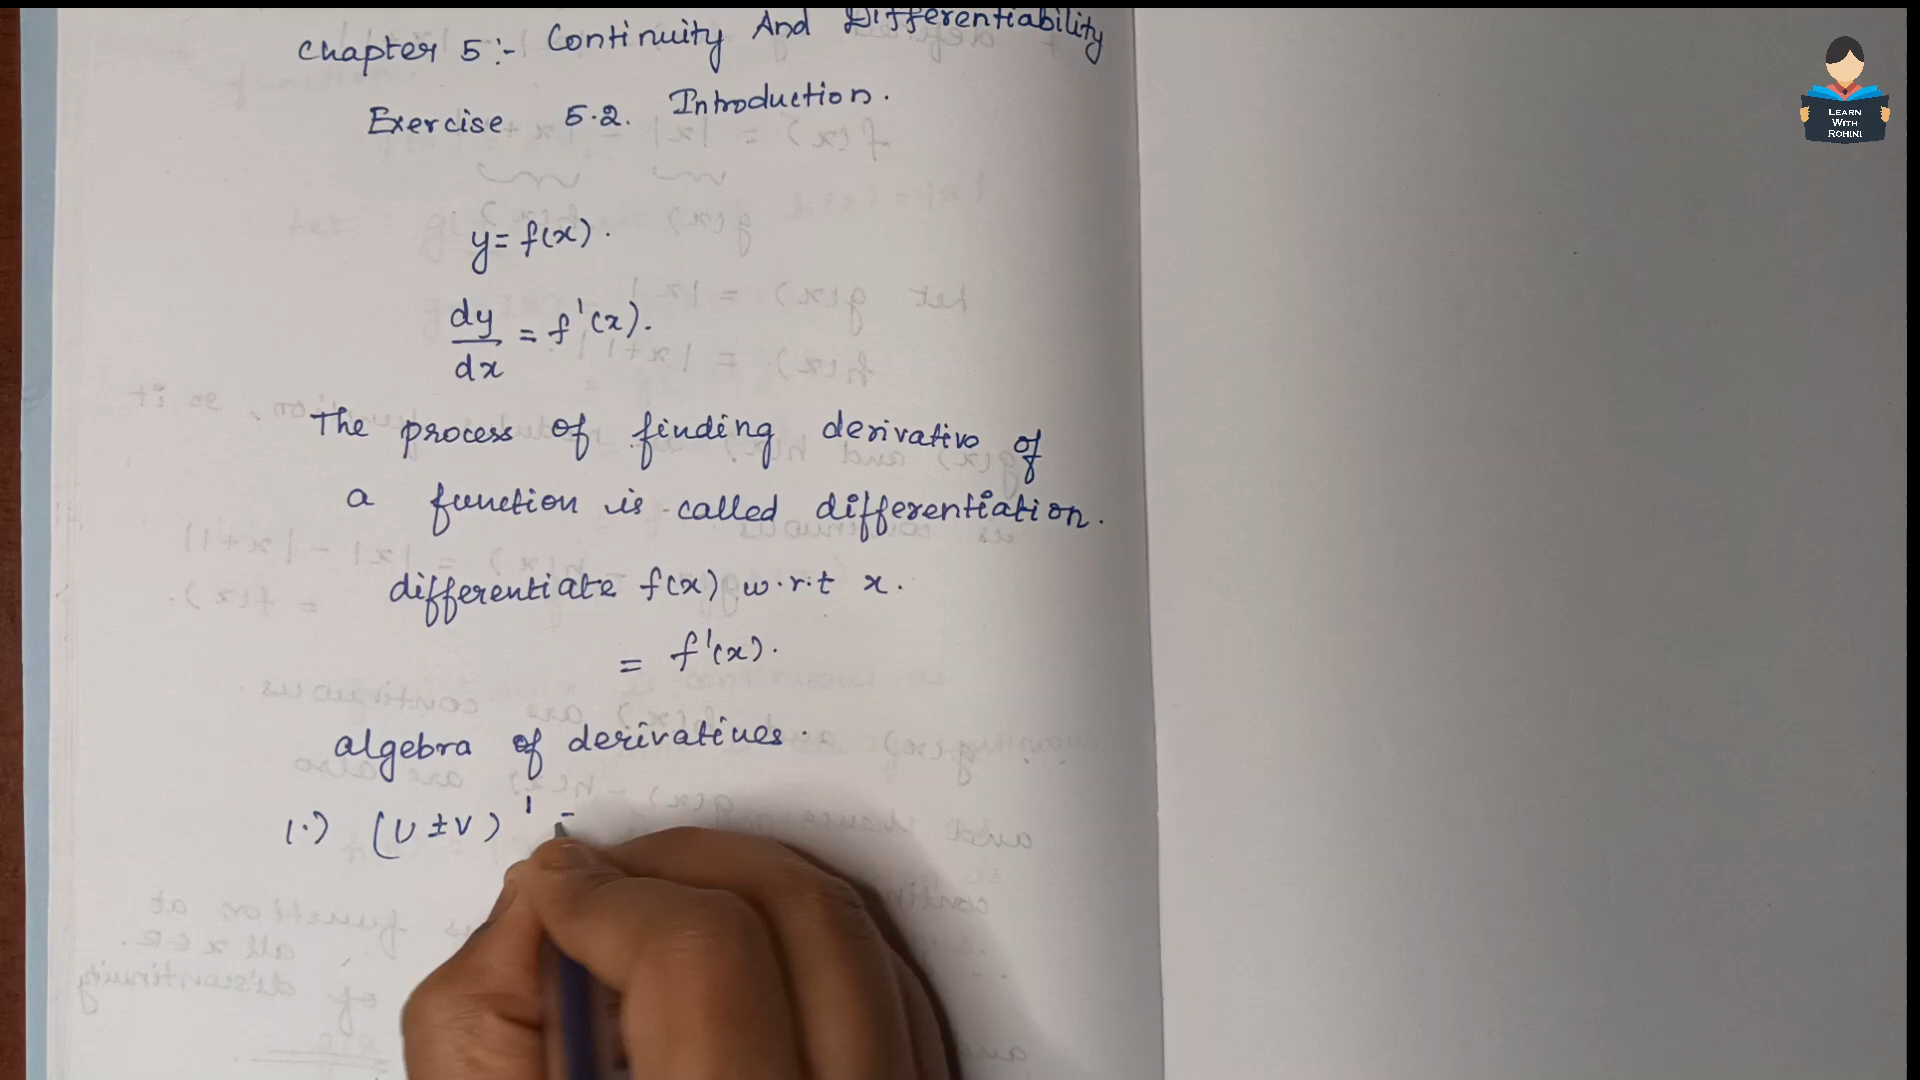 Chapter 5:- Continuity And Differentiability
Exercise 5.2. Introduction.
y = f(x).
dy/dx = f'(x).
The process of finding derivative of
a function is called differentiation.
differentiate f(x) w.r.t x.
= f'(x).
algebra of derivatives.
1.) (U ± V)' =
LEARN
WITH
ROHINI